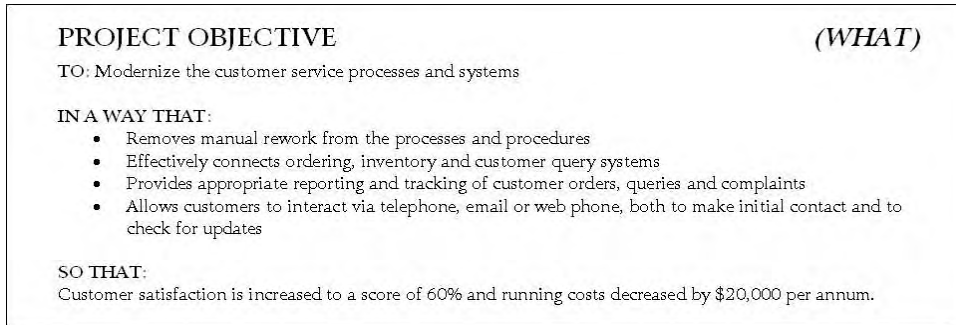 PROJECT OBJECTIVE (WHAT)
TO: Modernize the customer service processes and systems
IN A WAY THAT:
• Removes manual rework from the processes and procedures
• Effectively connects ordering, inventory and customer query systems
• Provides appropriate reporting and tracking of customer orders, queries and complaints
• Allows customers to interact via telephone, email or web phone, both to make initial contact and to
check for updates
SO THAT:
Customer satisfaction is increased to a score of 60% and running costs decreased by $20,000 per annum.